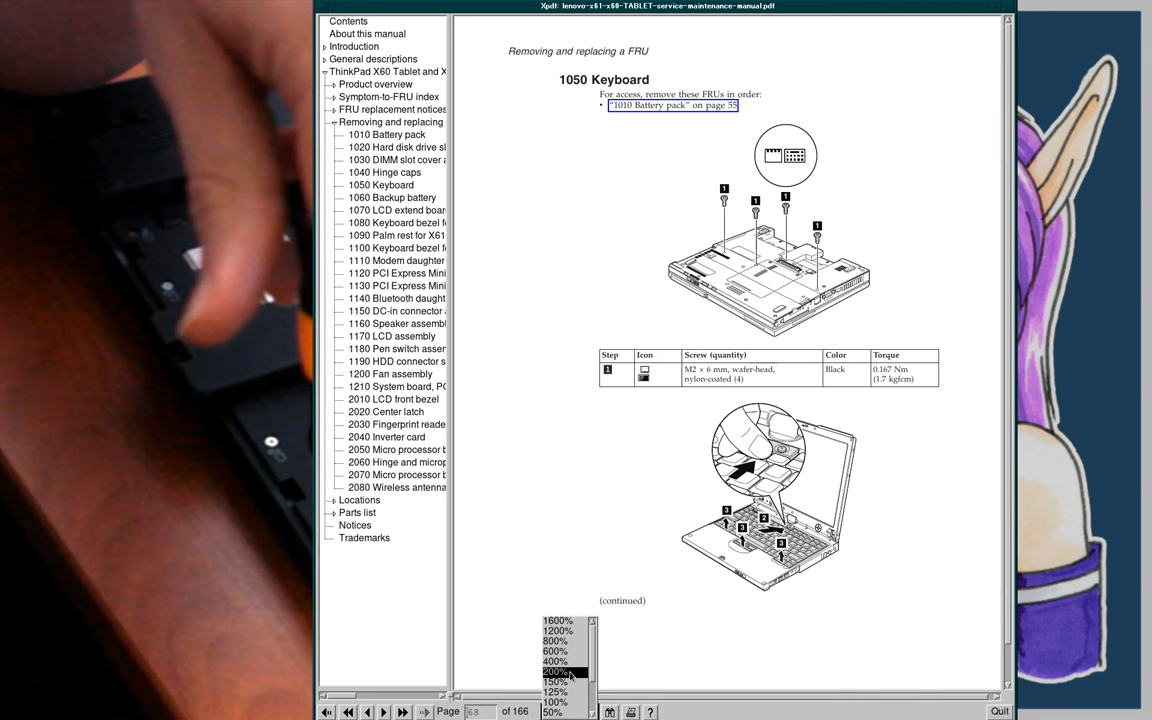 Xpdf: lenovo-x61-x60-TABLET-service-maintenance-manual.pdf
Contents
About this manual
Introduction
General descriptions
ThinkPad X60 Tablet and X
Product overview
Symptom-to-FRU index
FRU replacement notices
Removing and replacing
1010 Battery pack
1020 Hard disk drive sl
1030 DIMM slot cover a
1040 Hinge caps
1050 Keyboard
1060 Backup battery
1070 LCD extend boar
1080 Keyboard bezel fo
1090 Palm rest for X61
1100 Keyboard bezel fo
1110 Modem daughter
1120 PCI Express Mini
1130 PCI Express Mini
1140 Bluetooth daught
1150 DC-in connector a
1160 Speaker assembl
1170 LCD assembly
1180 Pen switch assem
1190 HDD connector s
1200 Fan assembly
1210 System board, PC
2010 LCD front bezel
2020 Center latch
2030 Fingerprint reade
2040 Inverter card
2050 Micro processor b
2060 Hinge and microp
2070 Micro processor b
2080 Wireless antenna
Locations
Parts list
Notices
Trademarks
Removing and replacing a FRU
1050 Keyboard
For access, remove these FRUs in order:
• "1010 Battery pack" on page 55
1 1 1 1
Step Icon Screw (quantity) Color Torque
1 M2 × 6 mm, wafer-head, Black 0.167 Nm
nylon-coated (4) (1.7 kgfcm)
3 3 2 3
(continued)
1600%
1200%
800%
600%
400%
200%
150%
125%
100%
50%
Page 68 of 166 ? Quit